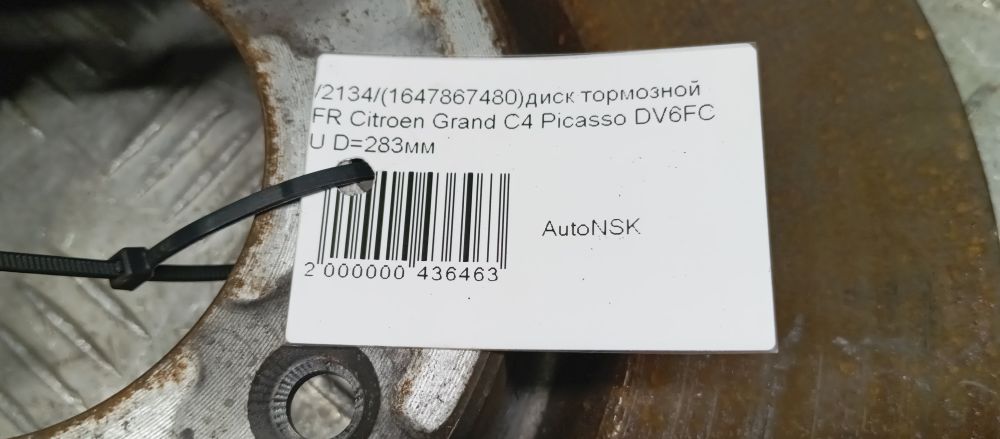 /2134/(1647867480)диск тормозной
FR Citroen Grand C4 Picasso DV6FC
U D=283мм
AutoNSK
2 000000 436463